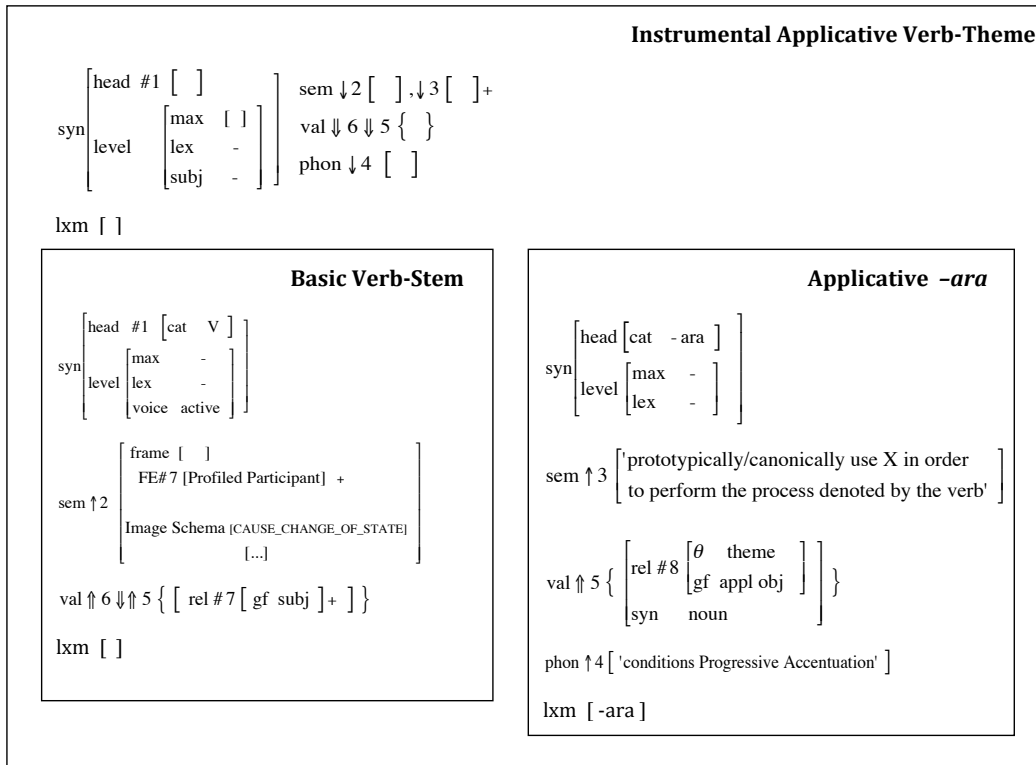 Instrumental Applicative Verb-Theme
syn [ head #1 [ ]
level [ max [ ]
lex -
subj - ] ]
sem ↓2 [ ] ,↓3 [ ]+
val ⇓ 6 ⇓ 5 { }
phon ↓4 [ ]
lxm [ ]
Basic Verb-Stem
syn [ head #1 [ cat V ]
level [ max -
lex -
voice active ] ]
sem ↑2 [ frame [ ]
FE# 7 [Profiled Participant] +
Image Schema [CAUSE_CHANGE_OF_STATE]
[...] ]
val ⇑ 6 ⇓⇑ 5 { [ rel # 7 [ gf subj ]+ ] }
lxm [ ]
Applicative –ara
syn [ head [ cat - ara ]
level [ max -
lex - ] ]
sem ↑3 [ 'prototypically/canonically use X in order
to perform the process denoted by the verb' ]
val ⇑ 5 { [ rel # 8 [ θ theme
gf appl obj ]
syn noun ] }
phon ↑4 [ 'conditions Progressive Accentuation' ]
lxm [ -ara ]